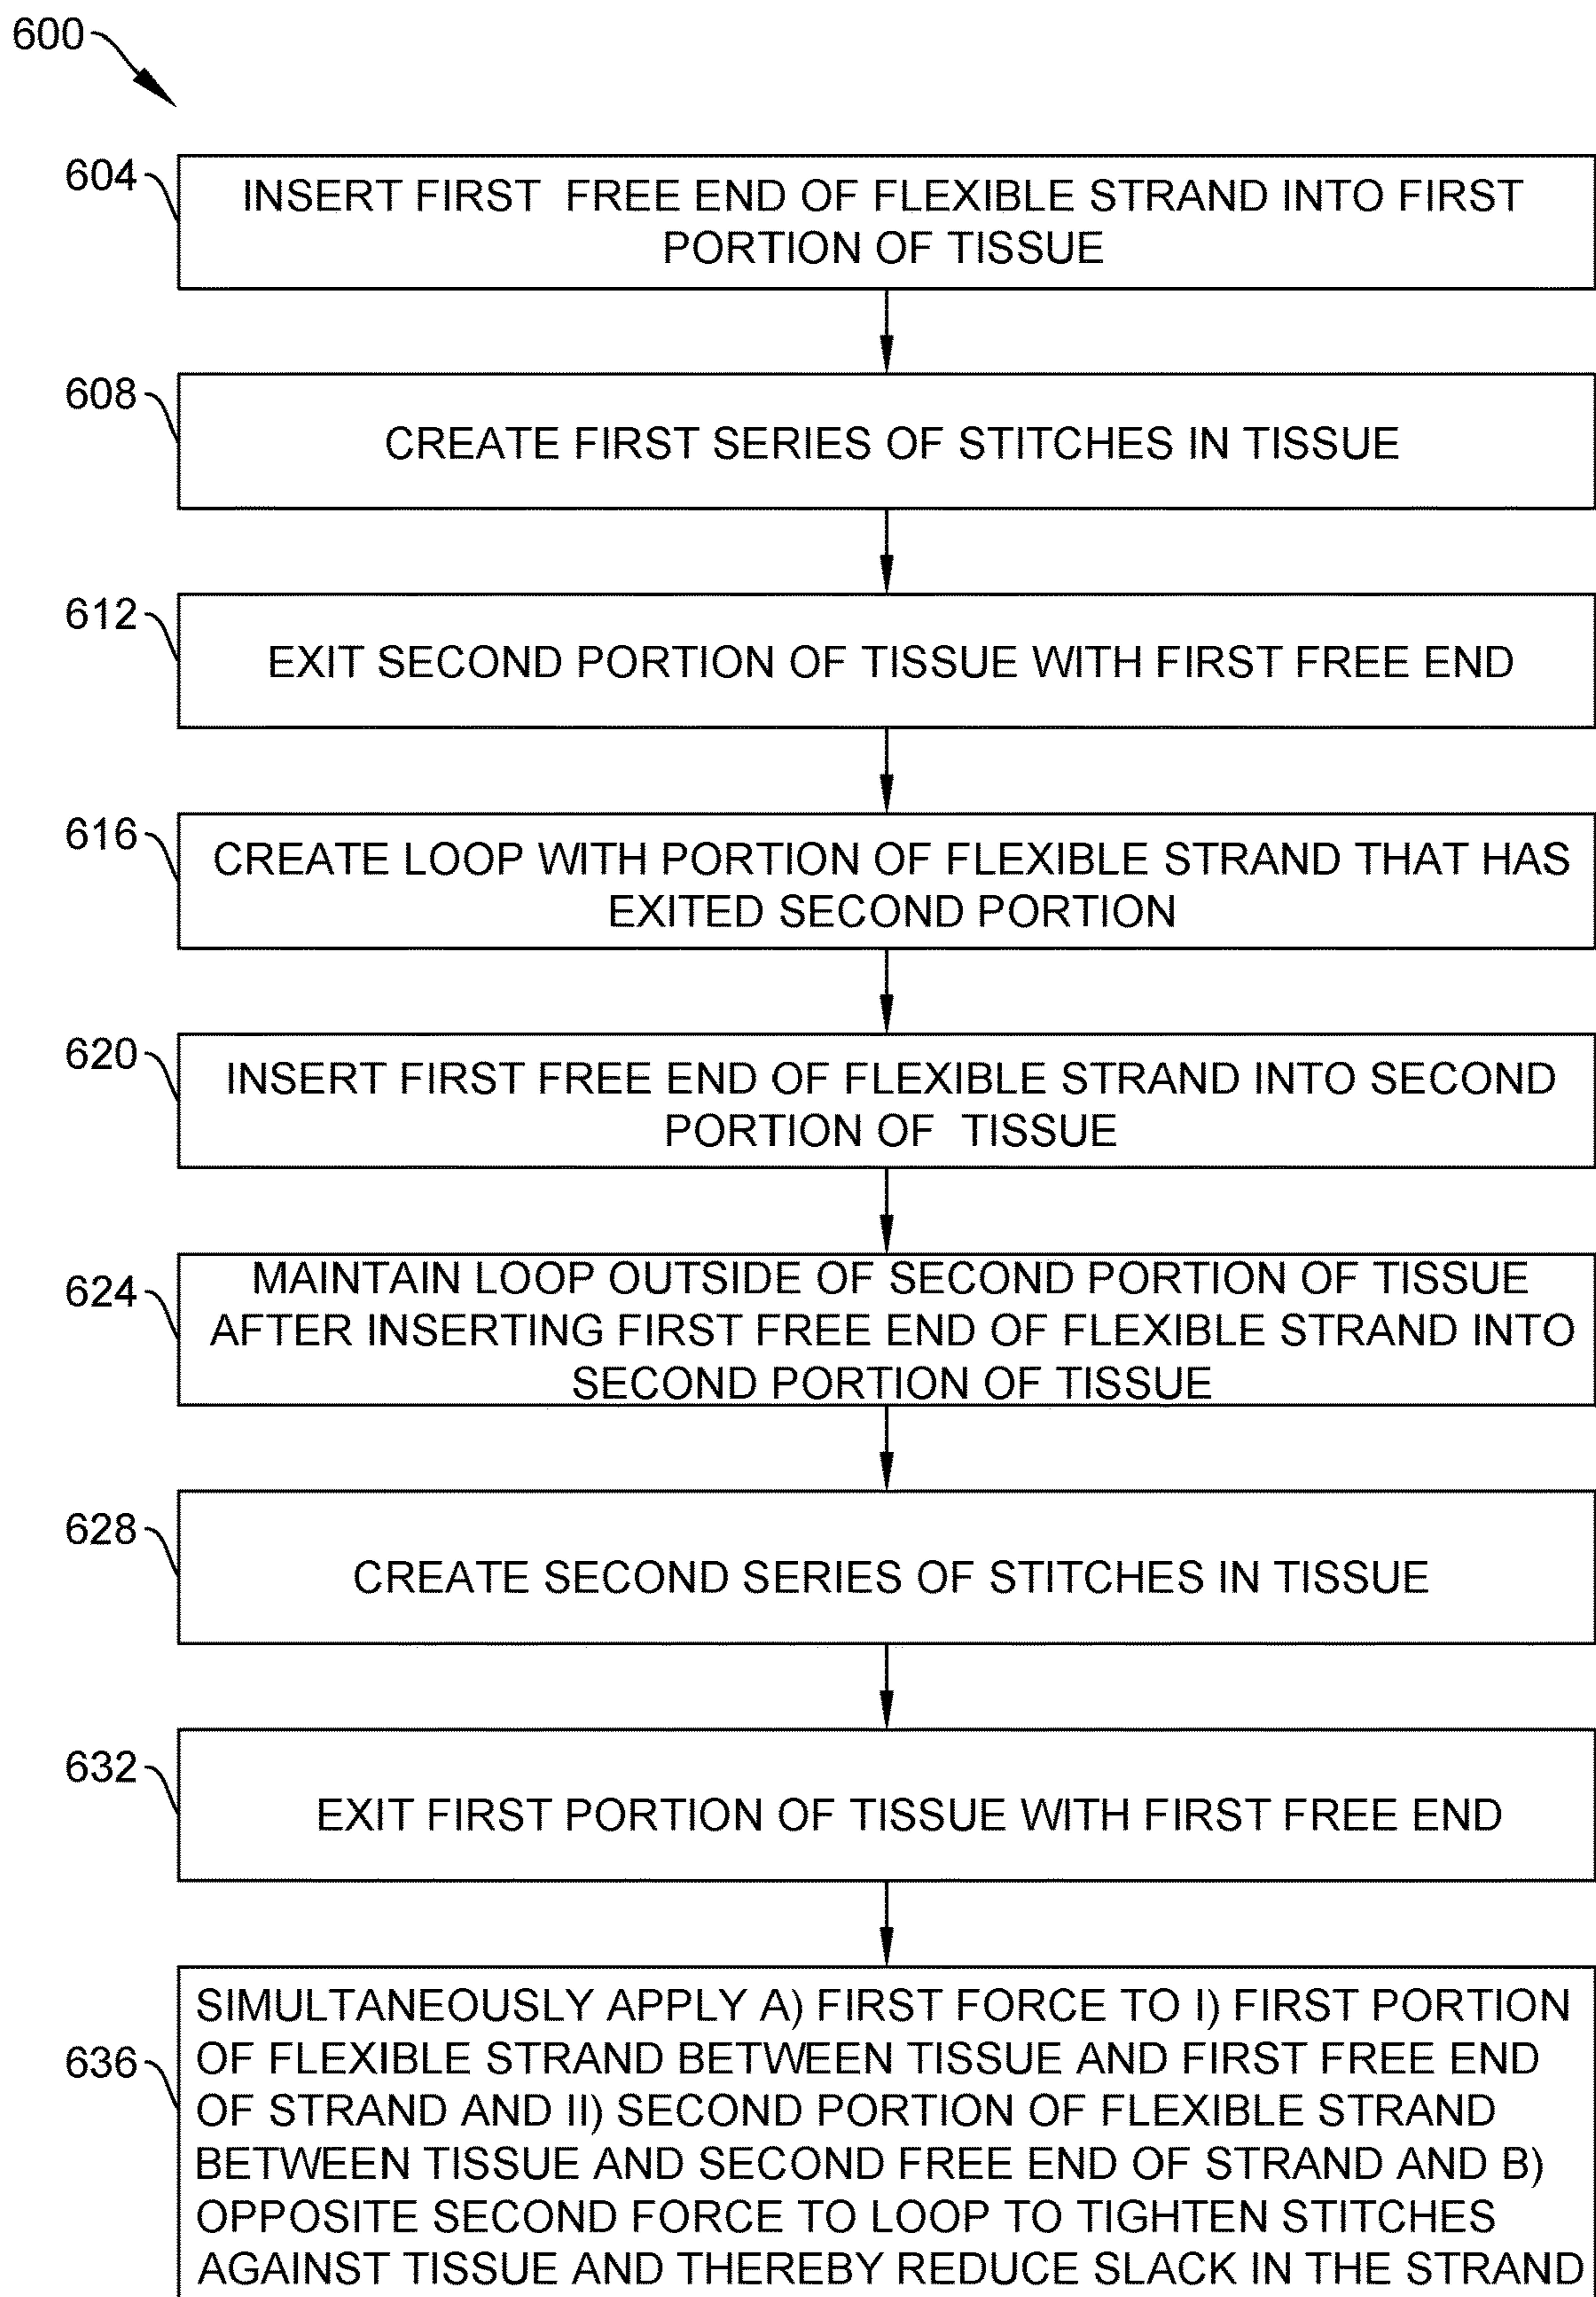 600
604
INSERT FIRST FREE END OF FLEXIBLE STRAND INTO FIRST
PORTION OF TISSUE
608
CREATE FIRST SERIES OF STITCHES IN TISSUE
612
EXIT SECOND PORTION OF TISSUE WITH FIRST FREE END
616
CREATE LOOP WITH PORTION OF FLEXIBLE STRAND THAT HAS
EXITED SECOND PORTION
620
INSERT FIRST FREE END OF FLEXIBLE STRAND INTO SECOND
PORTION OF TISSUE
624
MAINTAIN LOOP OUTSIDE OF SECOND PORTION OF TISSUE
AFTER INSERTING FIRST FREE END OF FLEXIBLE STRAND INTO
SECOND PORTION OF TISSUE
628
CREATE SECOND SERIES OF STITCHES IN TISSUE
632
EXIT FIRST PORTION OF TISSUE WITH FIRST FREE END
636
SIMULTANEOUSLY APPLY A) FIRST FORCE TO I) FIRST PORTION
OF FLEXIBLE STRAND BETWEEN TISSUE AND FIRST FREE END
OF STRAND AND II) SECOND PORTION OF FLEXIBLE STRAND
BETWEEN TISSUE AND SECOND FREE END OF STRAND AND B)
OPPOSITE SECOND FORCE TO LOOP TO TIGHTEN STITCHES
AGAINST TISSUE AND THEREBY REDUCE SLACK IN THE STRAND